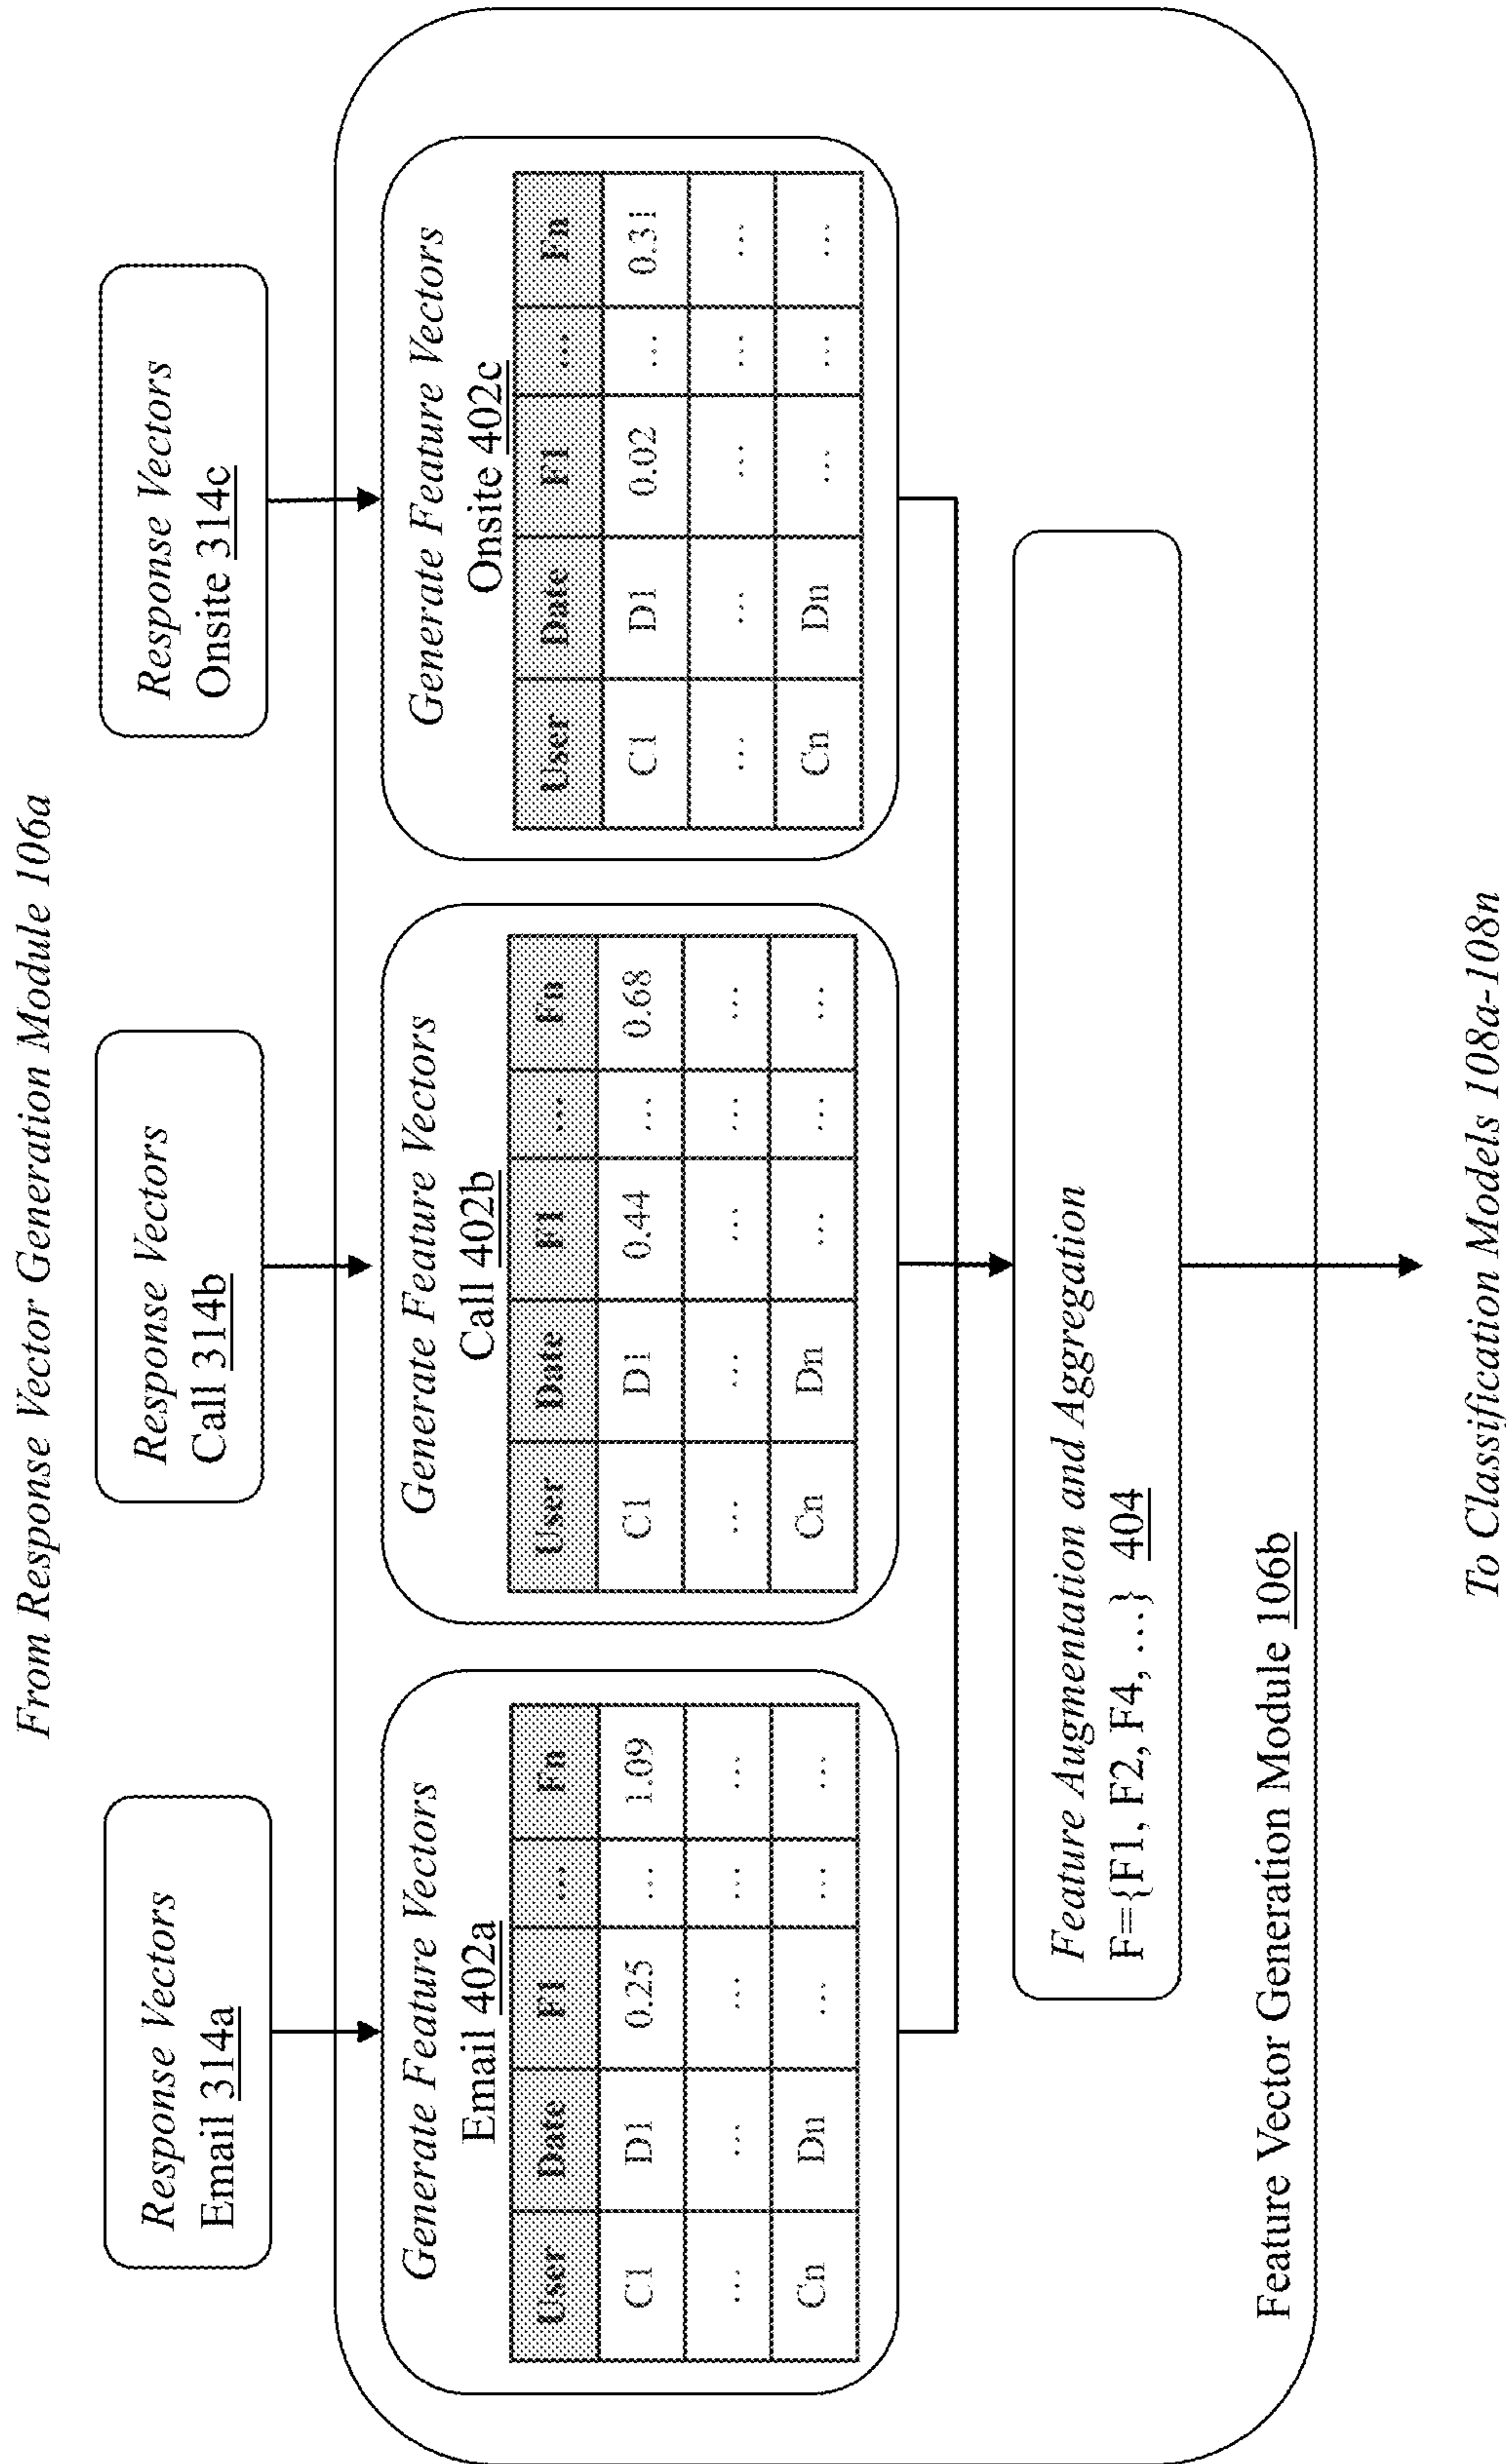 From Response Vector Generation Module 106a
Response Vectors
Email 314a
Response Vectors
Call 314b
Response Vectors
Onsite 314c
Generate Feature Vectors
Email 402a
User Date F1 ... Fn
C1 D1 0.25 ... 1.09
... ... ... ... ...
Cn Dn ... ... ...
Generate Feature Vectors
Call 402b
User Date F1 ... Fn
C1 D1 0.44 ... 0.68
... ... ... ... ...
Cn Dn ... ... ...
Generate Feature Vectors
Onsite 402c
User Date F1 ... Fn
C1 D1 0.02 ... 0.31
... ... ... ... ...
Cn Dn ... ... ...
Feature Augmentation and Aggregation
F={F1, F2, F4, ...} 404
Feature Vector Generation Module 106b
To Classification Models 108a-108n